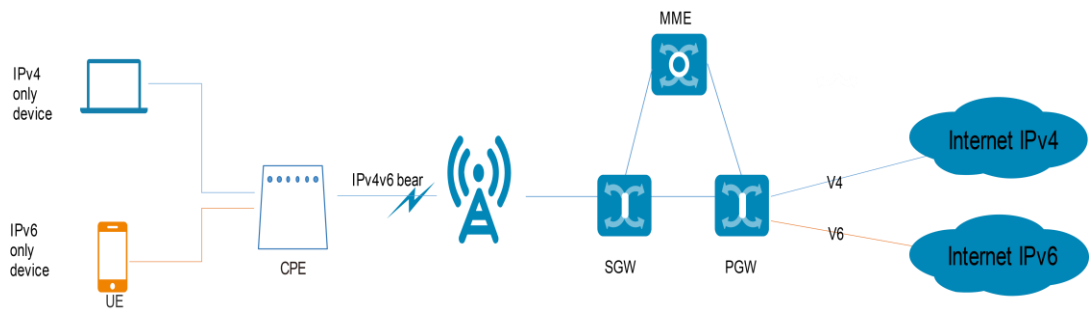 MME
IPv4
only
device
Internet IPv4
IPv4v6 bear
V4
IPv6
only
device
V6
Internet IPv6
CPE
SGW
PGW
UE